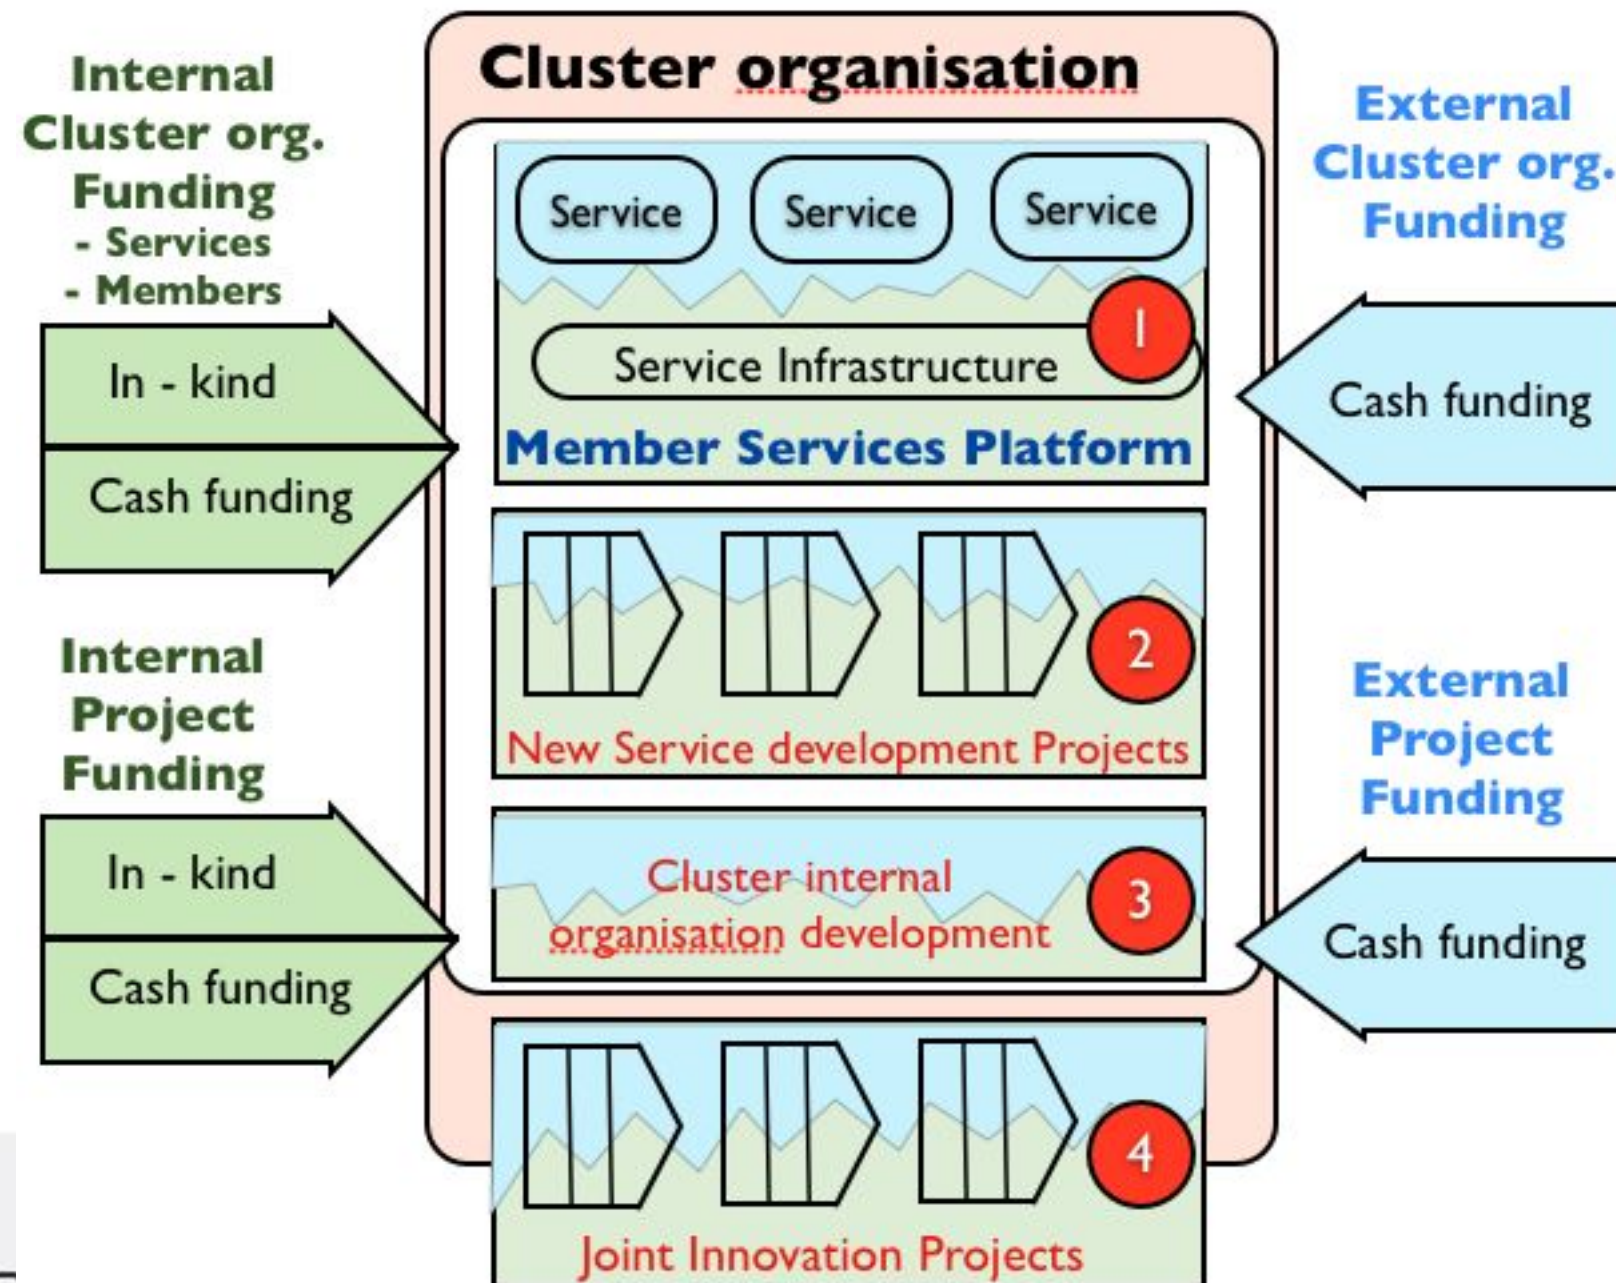 Cluster organisation
Internal
Cluster org.
Funding
- Services
- Members
In - kind
Cash funding
Internal
Project
Funding
In - kind
Cash funding
Service
Service
Service
1
Service Infrastructure
Member Services Platform
2
New Service development Projects
3
Cluster internal
organisation development
4
Joint Innovation Projects
External
Cluster org.
Funding
Cash funding
External
Project
Funding
Cash funding